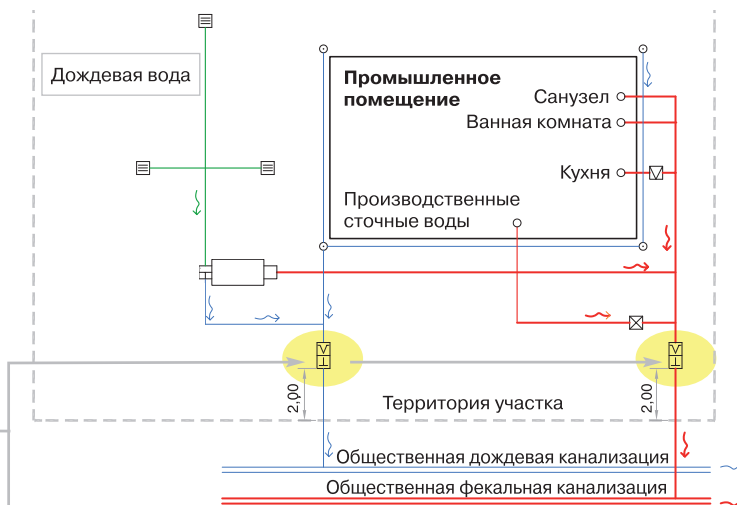 Дождевая вода
Промышленное
помещение
Санузел
Ванная комната
Кухня
Производственные
сточные воды
2,00
2,00
Территория участка
Общественная дождевая канализация
Общественная фекальная канализация